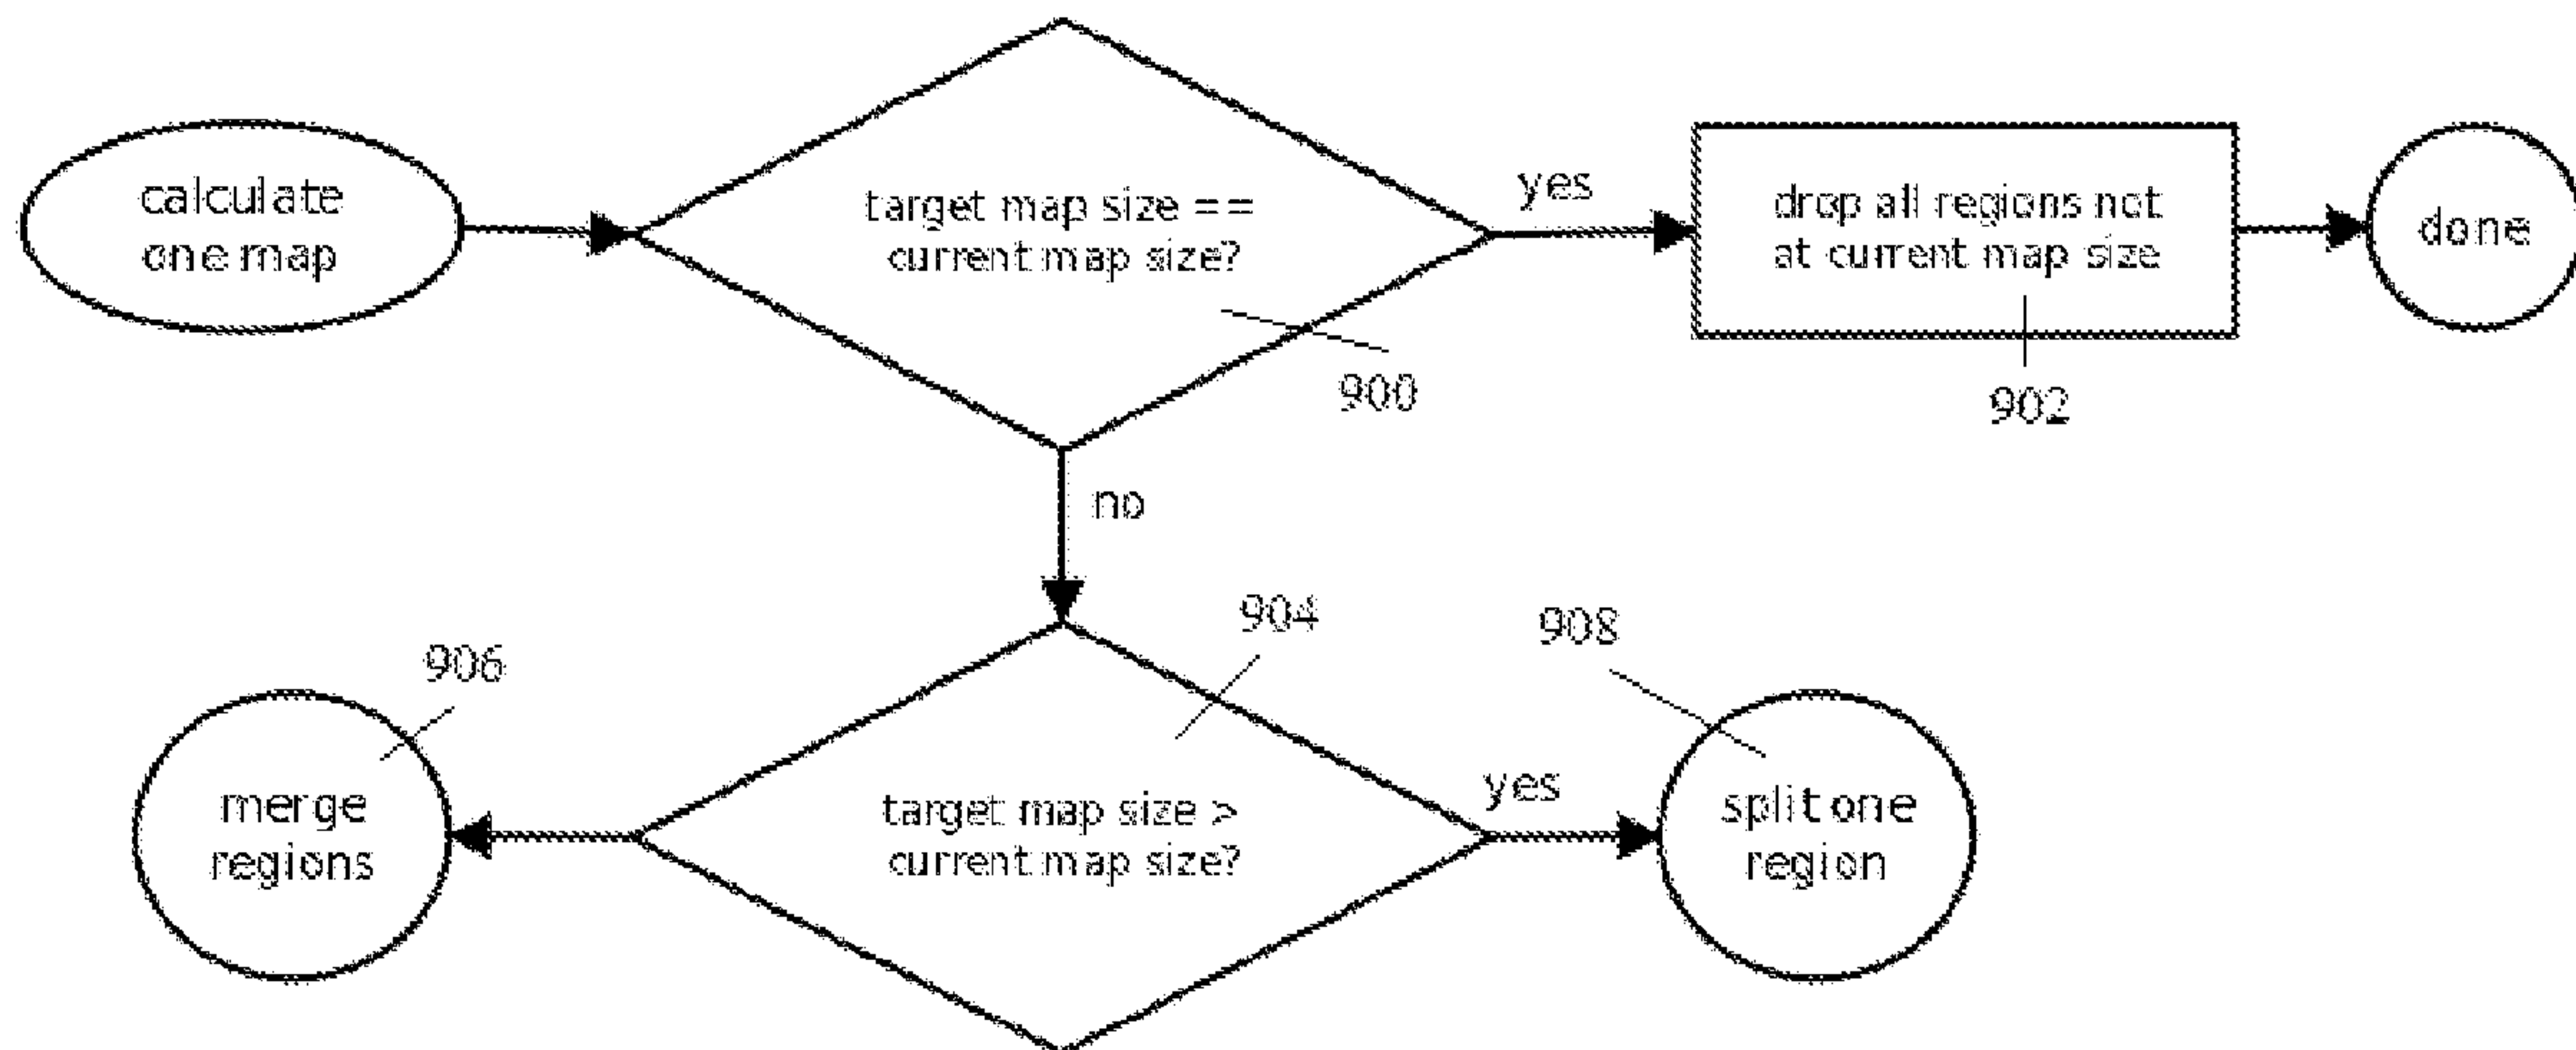 calculate
one map
target map size ==
current map size?
yes
drop all regions not
at current map size
done
900
902
no
904
908
906
merge
regions
target map size >
current map size?
yes
split one
region